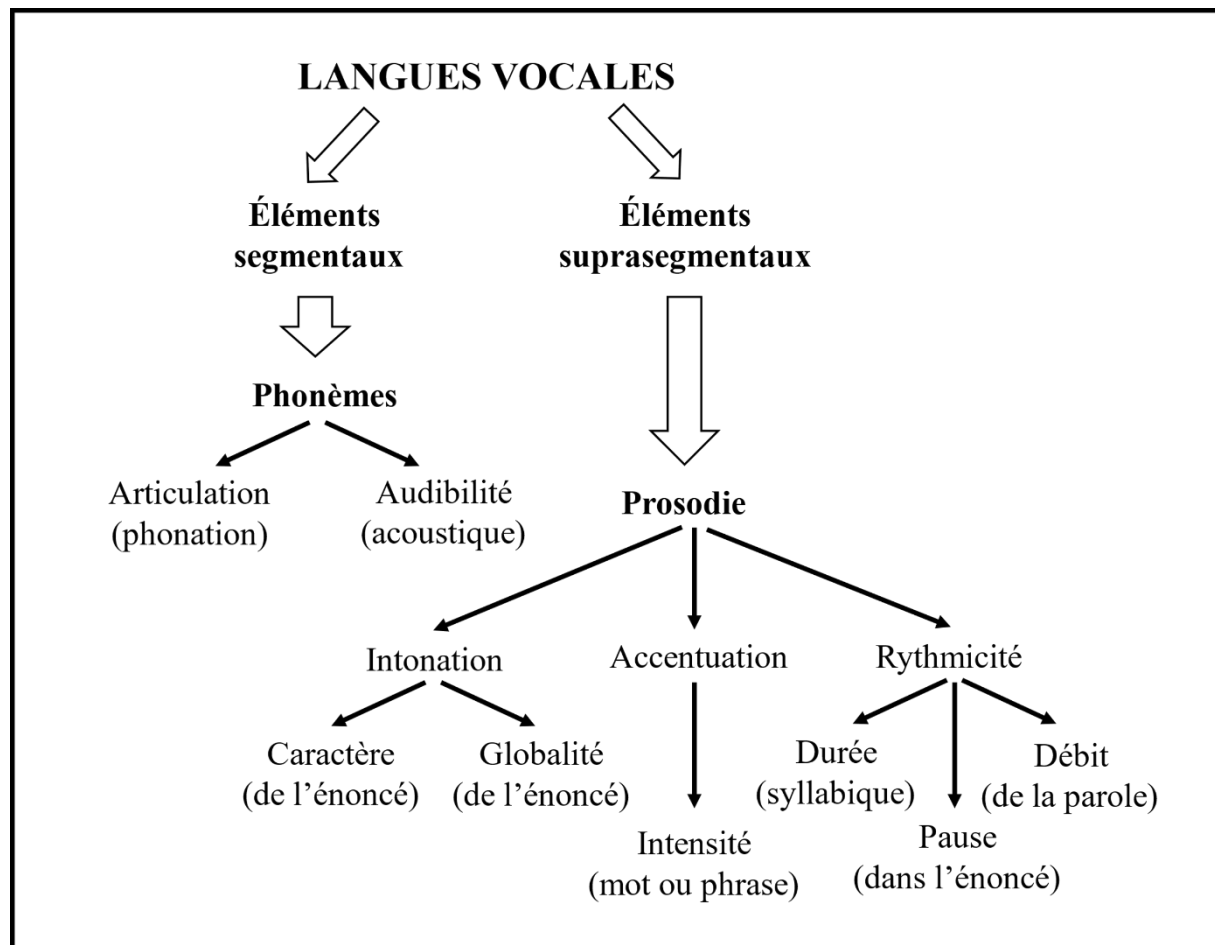 LANGUES VOCALES
Éléments
segmentaux
Éléments
suprasegmentaux
Phonèmes
Articulation
(phonation)
Audibilité
(acoustique)
Prosodie
Intonation
Accentuation
Rythmicité
Caractère
(de l’énoncé)
Globalité
(de l’énoncé)
Intensité
(mot ou phrase)
Durée
(syllabique)
Pause
(dans l’énoncé)
Débit
(de la parole)